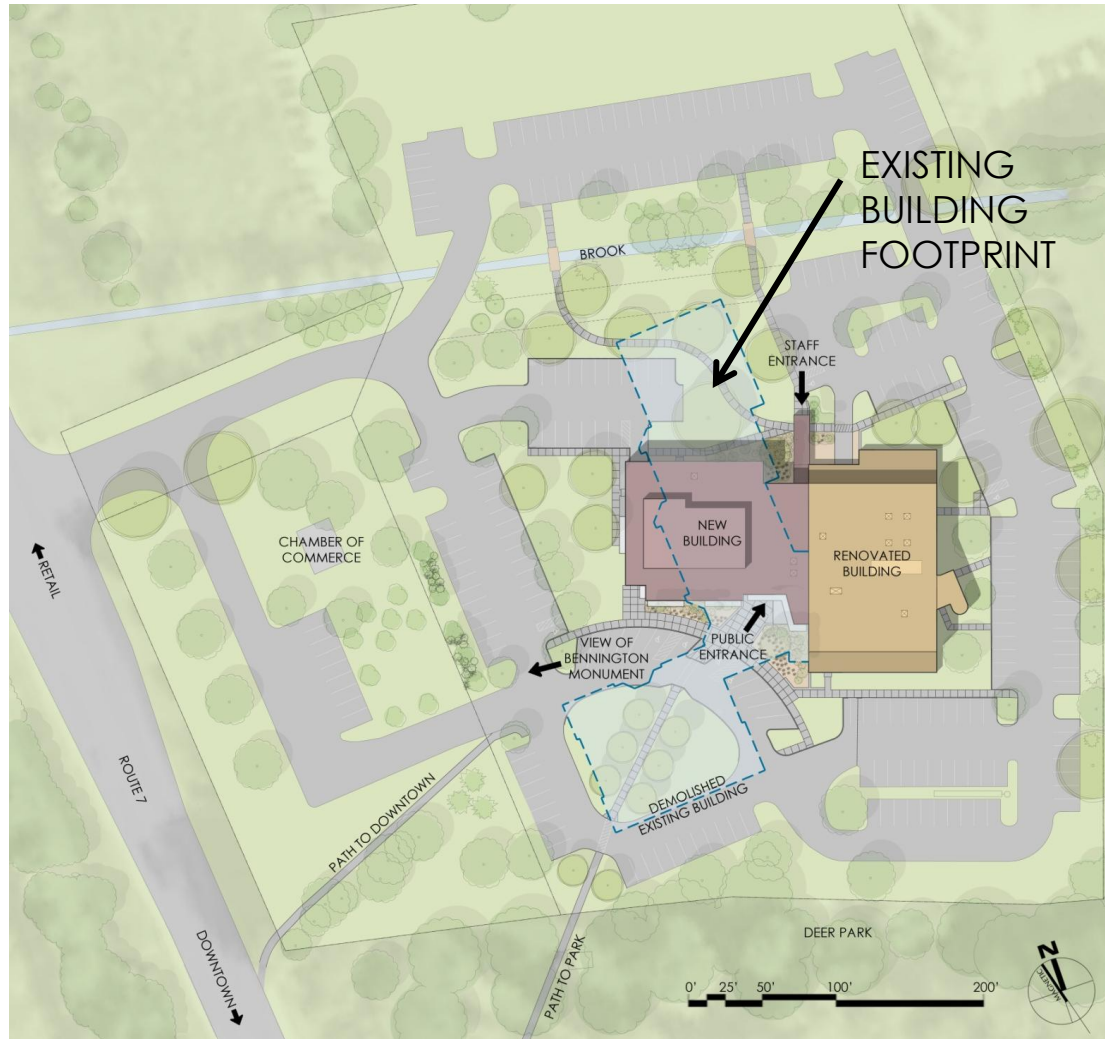 EXISTING
BUILDING
FOOTPRINT
BROOK
STAFF
ENTRANCE
NEW
BUILDING
RENOVATED
BUILDING
CHAMBER OF
COMMERCE
RETAIL
PUBLIC
ENTRANCE
VIEW OF
BENNINGTON
MONUMENT
ROUTE 7
DEMOLISHED
EXISTING BUILDING
PATH TO DOWNTOWN
PATH TO PARK
DOWNTOWN
DEER PARK
0' 25' 50' 100' 200'
N
MAGNETIC